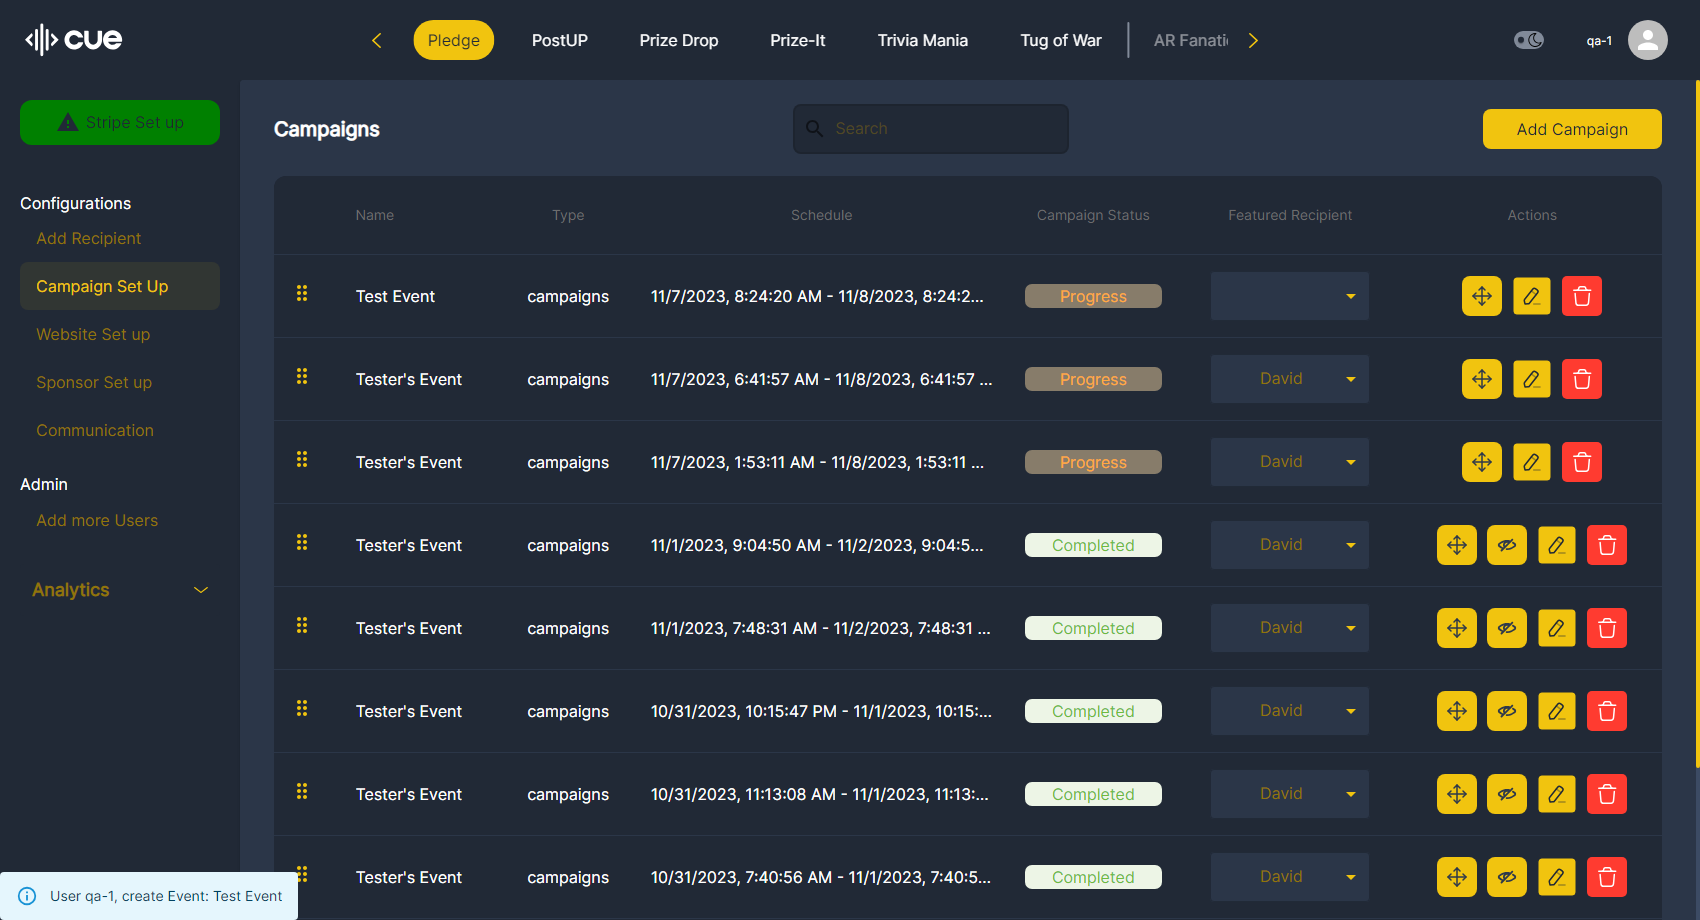 cue
Pledge
PostUP
Prize Drop
Prize-It
Trivia Mania
Tug of War
AR Fanati
qa-1
Stripe Set up
Configurations
Add Recipient
Campaign Set Up
Website Set up
Sponsor Set up
Communication
Admin
Add more Users
Analytics
Campaigns
Search
Add Campaign
Name Type Schedule Campaign Status Featured Recipient Actions
Test Event campaigns 11/7/2023, 8:24:20 AM - 11/8/2023, 8:24:2... Progress
Tester's Event campaigns 11/7/2023, 6:41:57 AM - 11/8/2023, 6:41:57 ... Progress David
Tester's Event campaigns 11/7/2023, 1:53:11 AM - 11/8/2023, 1:53:11 ... Progress David
Tester's Event campaigns 11/1/2023, 9:04:50 AM - 11/2/2023, 9:04:5... Completed David
Tester's Event campaigns 11/1/2023, 7:48:31 AM - 11/2/2023, 7:48:31 ... Completed David
Tester's Event campaigns 10/31/2023, 10:15:47 PM - 11/1/2023, 10:15:... Completed David
Tester's Event campaigns 10/31/2023, 11:13:08 AM - 11/1/2023, 11:13:... Completed David
Tester's Event campaigns 10/31/2023, 7:40:56 AM - 11/1/2023, 7:40:5... Completed David
User qa-1, create Event: Test Event